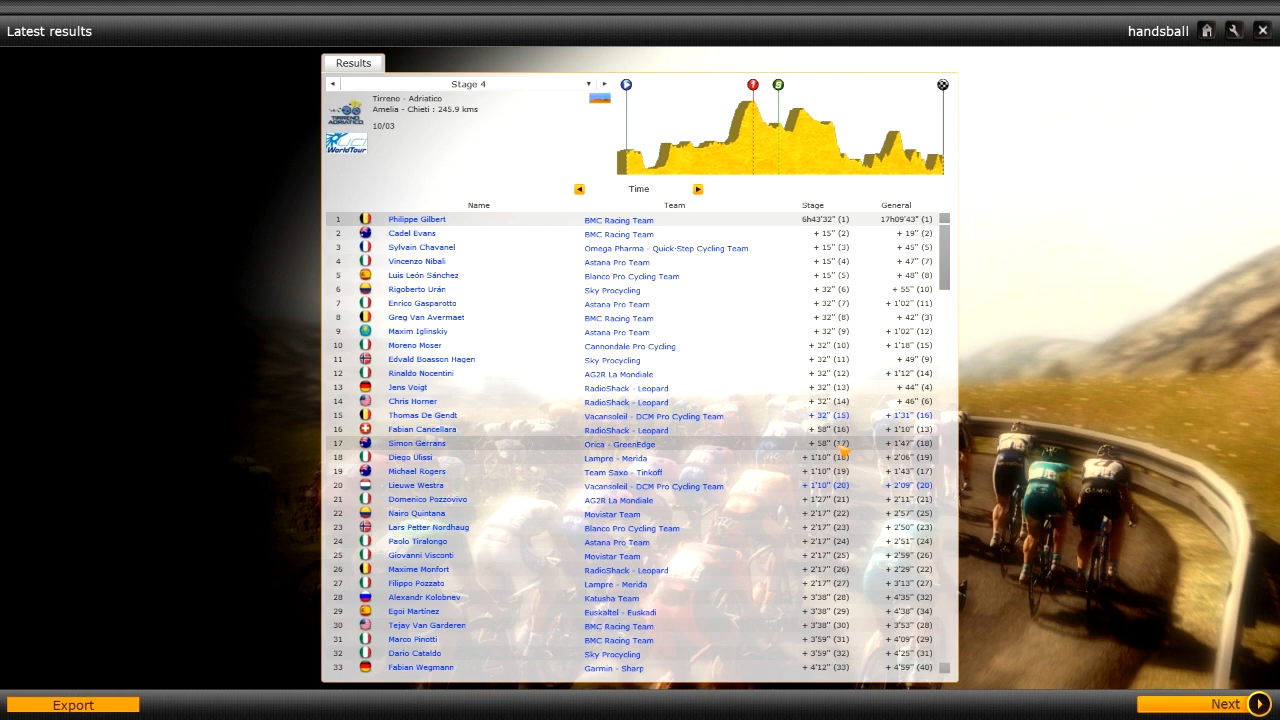 Latest results
handsball
Results
Stage 4
Tirreno - Adriatico
Amelia - Chieti : 245.9 kms
10/03
TIRRENO
ADRIATICO
UCI
WorldTour
Time
Name Team Stage General
1 Philippe Gilbert BMC Racing Team 6h43'32'' (1) 17h09'43'' (1)
2 Cadel Evans BMC Racing Team + 15'' (2) + 19'' (2)
3 Sylvain Chavanel Omega Pharma - Quick-Step Cycling Team + 15'' (3) + 45'' (5)
4 Vincenzo Nibali Astana Pro Team + 15'' (4) + 47'' (7)
5 Luis León Sánchez Blanco Pro Cycling Team + 15'' (5) + 48'' (8)
6 Rigoberto Urán Sky Procycling + 32'' (6) + 55'' (10)
7 Enrico Gasparotto Astana Pro Team + 32'' (7) + 1'02'' (11)
8 Greg Van Avermaet BMC Racing Team + 32'' (8) + 42'' (3)
9 Maxim Iglinskiy Astana Pro Team + 32'' (9) + 1'02'' (12)
10 Moreno Moser Cannondale Pro Cycling + 32'' (10) + 1'18'' (15)
11 Edvald Boasson Hagen Sky Procycling + 32'' (11) + 49'' (9)
12 Rinaldo Nocentini AG2R La Mondiale + 32'' (12) + 1'12'' (14)
13 Jens Voigt RadioShack - Leopard + 32'' (13) + 44'' (4)
14 Chris Horner RadioShack - Leopard + 32'' (14) + 46'' (6)
15 Thomas De Gendt Vacansoleil - DCM Pro Cycling Team + 32'' (15) + 1'31'' (16)
16 Fabian Cancellara RadioShack - Leopard + 58'' (16) + 1'10'' (13)
17 Simon Gerrans Orica - GreenEdge + 58'' (17) + 1'47'' (18)
18 Diego Ulissi Lampre - Merida + 1'10'' (18) + 2'06'' (19)
19 Michael Rogers Team Saxo - Tinkoff + 1'10'' (19) + 1'43'' (17)
20 Lieuwe Westra Vacansoleil - DCM Pro Cycling Team + 1'10'' (20) + 2'09'' (20)
21 Domenico Pozzovivo AG2R La Mondiale + 1'27'' (21) + 2'11'' (21)
22 Nairo Quintana Movistar Team + 2'17'' (22) + 2'57'' (25)
23 Lars Petter Nordhaug Blanco Pro Cycling Team + 2'17'' (23) + 2'50'' (23)
24 Paolo Tiralongo Astana Pro Team + 2'17'' (24) + 2'51'' (24)
25 Giovanni Visconti Movistar Team + 2'17'' (25) + 2'59'' (26)
26 Maxime Monfort RadioShack - Leopard + 2'17'' (26) + 2'29'' (22)
27 Filippo Pozzato Lampre - Merida + 2'17'' (27) + 3'13'' (27)
28 Alexandr Kolobnev Katusha Team + 3'38'' (28) + 4'35'' (32)
29 Egoi Martínez Euskaltel - Euskadi + 3'38'' (29) + 4'38'' (34)
30 Tejay Van Garderen BMC Racing Team + 3'38'' (30) + 3'53'' (28)
31 Marco Pinotti BMC Racing Team + 3'59'' (31) + 4'09'' (29)
32 Dario Cataldo Sky Procycling + 3'59'' (32) + 4'25'' (31)
33 Fabian Wegmann Garmin - Sharp + 4'12'' (33) + 4'59'' (40)
Export
Next